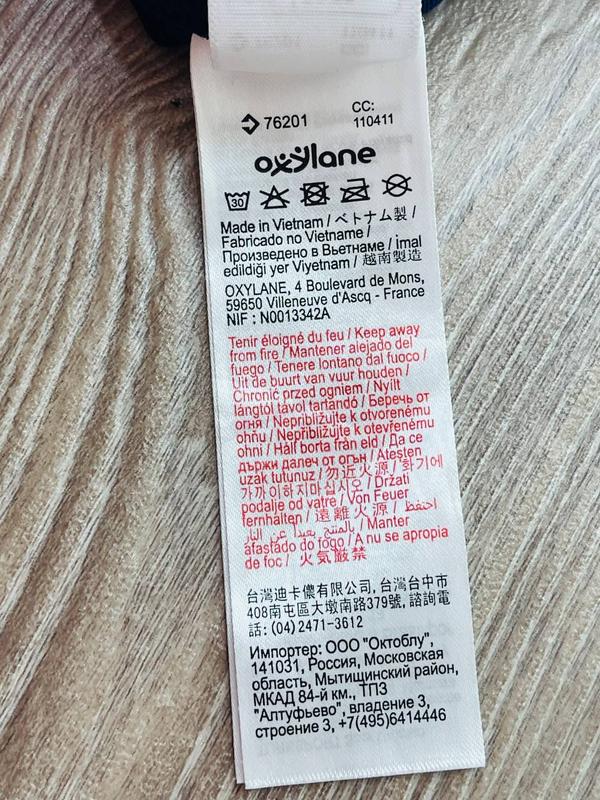 76201
CC:
110411
oxylane
30
Made in Vietnam / ベトナム製 /
Fabricado no Vietname /
Произведено в Вьетнаме / imal
edildiği yer Viyetnam / 越南製造
OXYLANE, 4 Boulevard de Mons,
59650 Villeneuve d'Ascq - France
NIF : N0013342A
Tenir éloigné du feu / Keep away
from fire / Mantener alejado del
fuego / Tenere lontano dal fuoco /
Uit de buurt van vuur houden /
Chronić przed ogniem / Nyílt
lángtól távol tartandó / Беречь от
огня / Nepribližujte k otvorenému
ohňu / Nepřibližujte k otevřenému
ohni / Håll borta från eld / Да се
държи далеч от огън / Ateşten
uzak tutunuz / 勿近火源 / 화기에
가까이하지마십시오 / Držati
podalje od vatre / Von Feuer
fernhalten / 遠離火源 / احتفظ
بالمنتج بعيداً عن النار / Manter
afastado do fogo / A nu se apropia
de foc / 火気厳禁
台灣迪卡儂有限公司, 台灣台中市
408南屯區大墩南路379號, 諮詢電
話: (04) 2471-3612
Импортер: ООО "Октоблу",
141031, Россия, Московская
область, Мытищинский район,
МКАД 84-й км., ТПЗ
"Алтуфьево", владение 3,
строение 3, +7(495)6414446